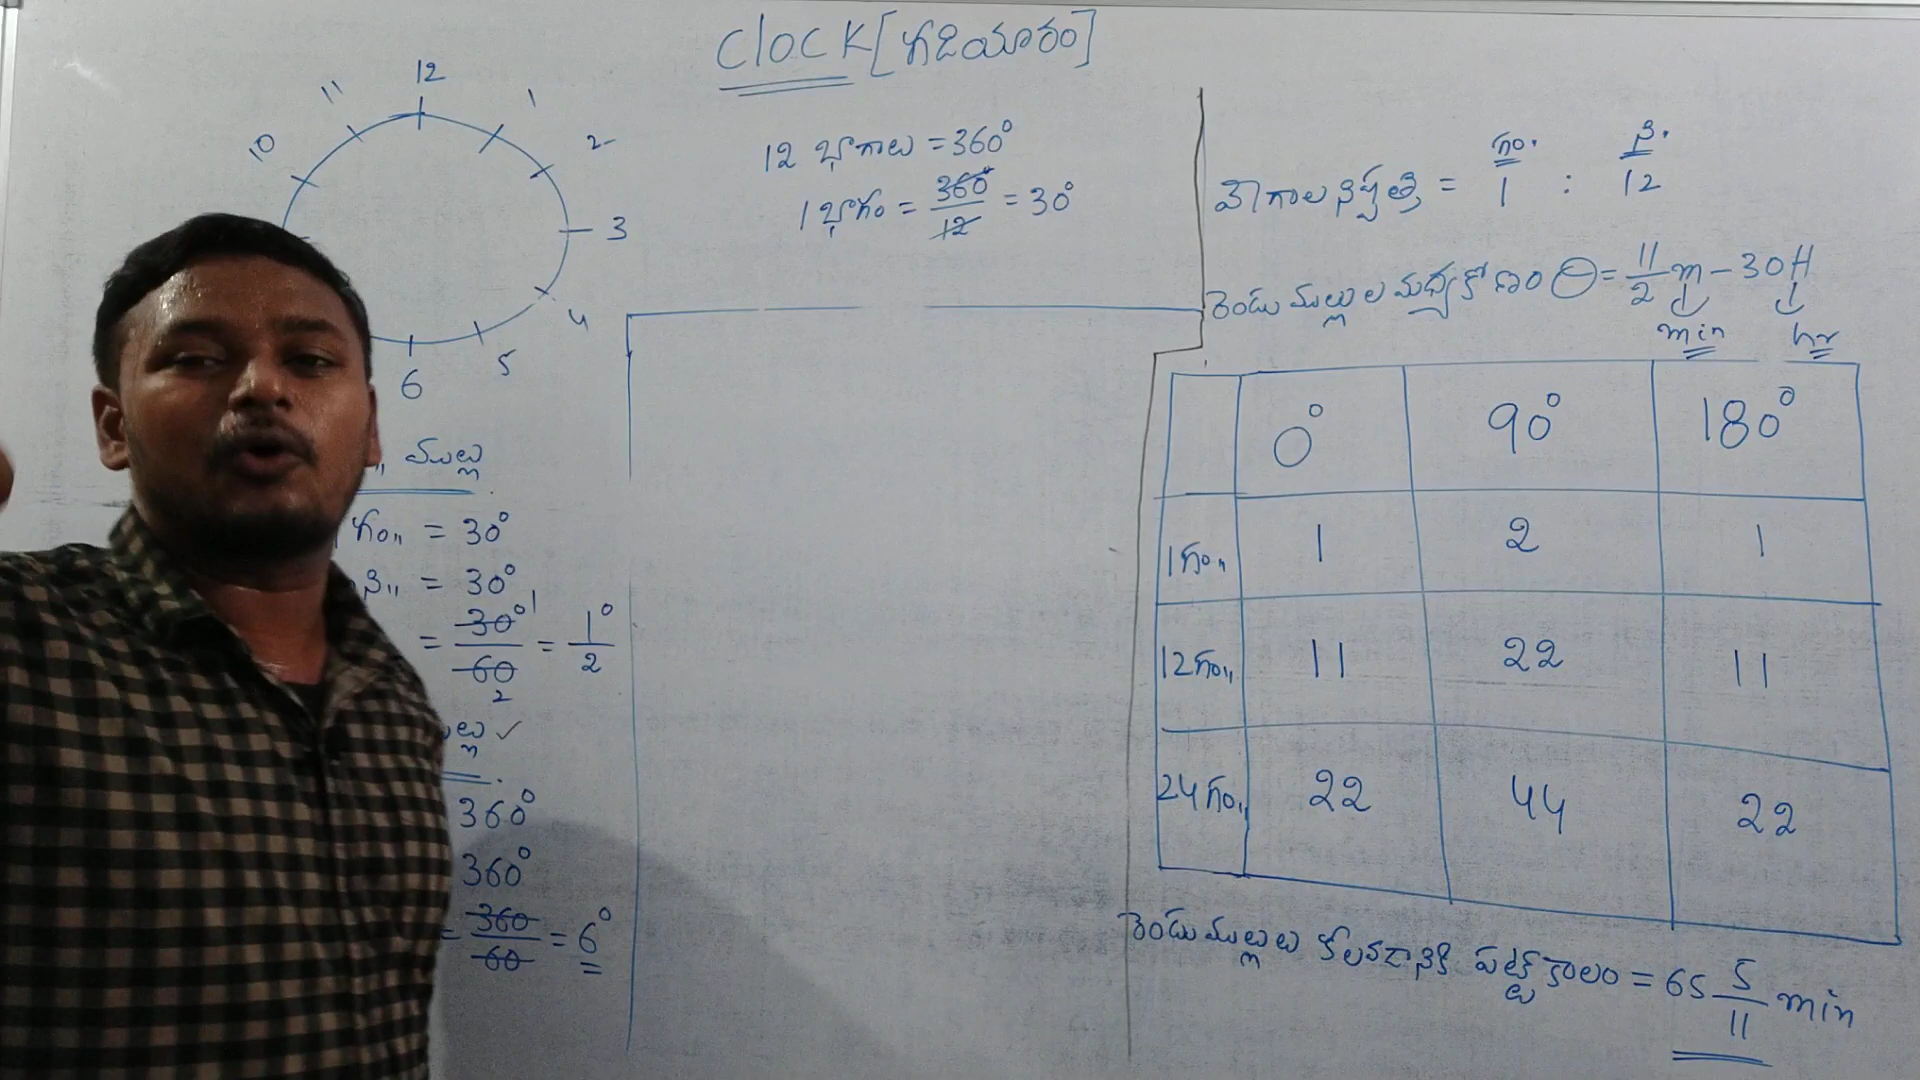 CLOCK [గడియారం]
12
11
1
10
2
3
4
5
6
12 భాగాలు = 360°
1 భాగం = 360°/12 = 30°
ముల్లు
గం॥ = 30°
ని॥ = 30°
= 30°/60 = 1°/2
1
2
360°
360°
= 360/60 = 6°
గం. ని.
వేగాల నిష్పత్తి = 1 : 12
రెండు ముల్లుల మధ్య కోణం θ = 11/2 m - 30H
min hr
0° 90° 180°
1గం॥ 1 2 1
12గం॥ 11 22 11
24గం॥ 22 44 22
రెండు ముల్లులు కలవడానికి పట్టే కాలం = 65 5/11 min